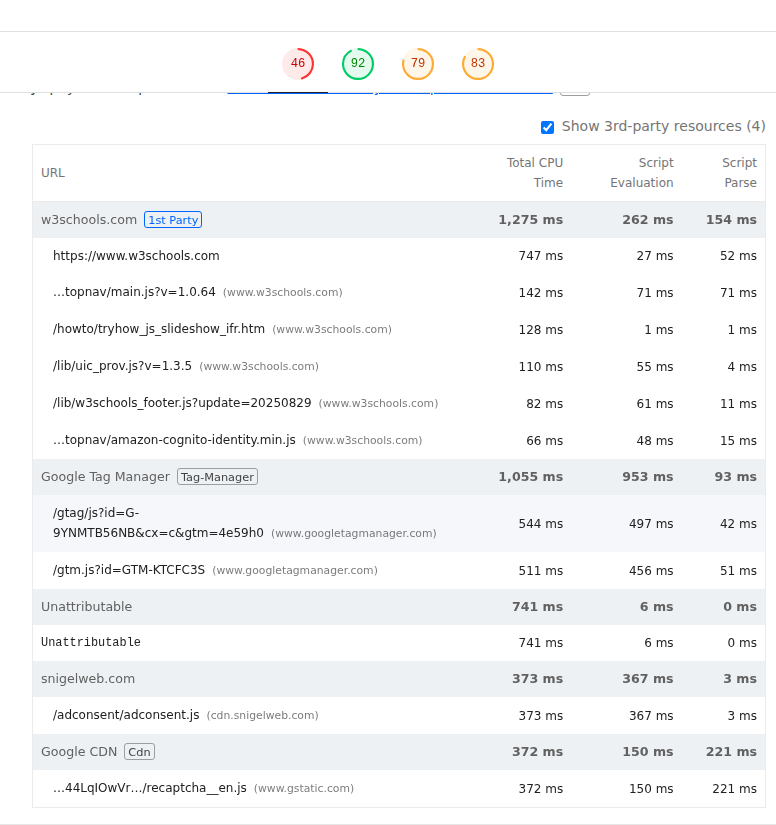 46 92 79 83
Show 3rd-party resources (4)
URL Total CPU Time Script Evaluation Script Parse
w3schools.com 1st Party 1,275 ms 262 ms 154 ms
https://www.w3schools.com 747 ms 27 ms 52 ms
…topnav/main.js?v=1.0.64 (www.w3schools.com) 142 ms 71 ms 71 ms
/howto/tryhow_js_slideshow_ifr.htm (www.w3schools.com) 128 ms 1 ms 1 ms
/lib/uic_prov.js?v=1.3.5 (www.w3schools.com) 110 ms 55 ms 4 ms
/lib/w3schools_footer.js?update=20250829 (www.w3schools.com) 82 ms 61 ms 11 ms
…topnav/amazon-cognito-identity.min.js (www.w3schools.com) 66 ms 48 ms 15 ms
Google Tag Manager Tag-Manager 1,055 ms 953 ms 93 ms
/gtag/js?id=G-
9YNMTB56NB&cx=c&gtm=4e59h0 (www.googletagmanager.com) 544 ms 497 ms 42 ms
/gtm.js?id=GTM-KTCFC3S (www.googletagmanager.com) 511 ms 456 ms 51 ms
Unattributable 741 ms 6 ms 0 ms
Unattributable 741 ms 6 ms 0 ms
snigelweb.com 373 ms 367 ms 3 ms
/adconsent/adconsent.js (cdn.snigelweb.com) 373 ms 367 ms 3 ms
Google CDN Cdn 372 ms 150 ms 221 ms
…44LqIOwVr…/recaptcha__en.js (www.gstatic.com) 372 ms 150 ms 221 ms